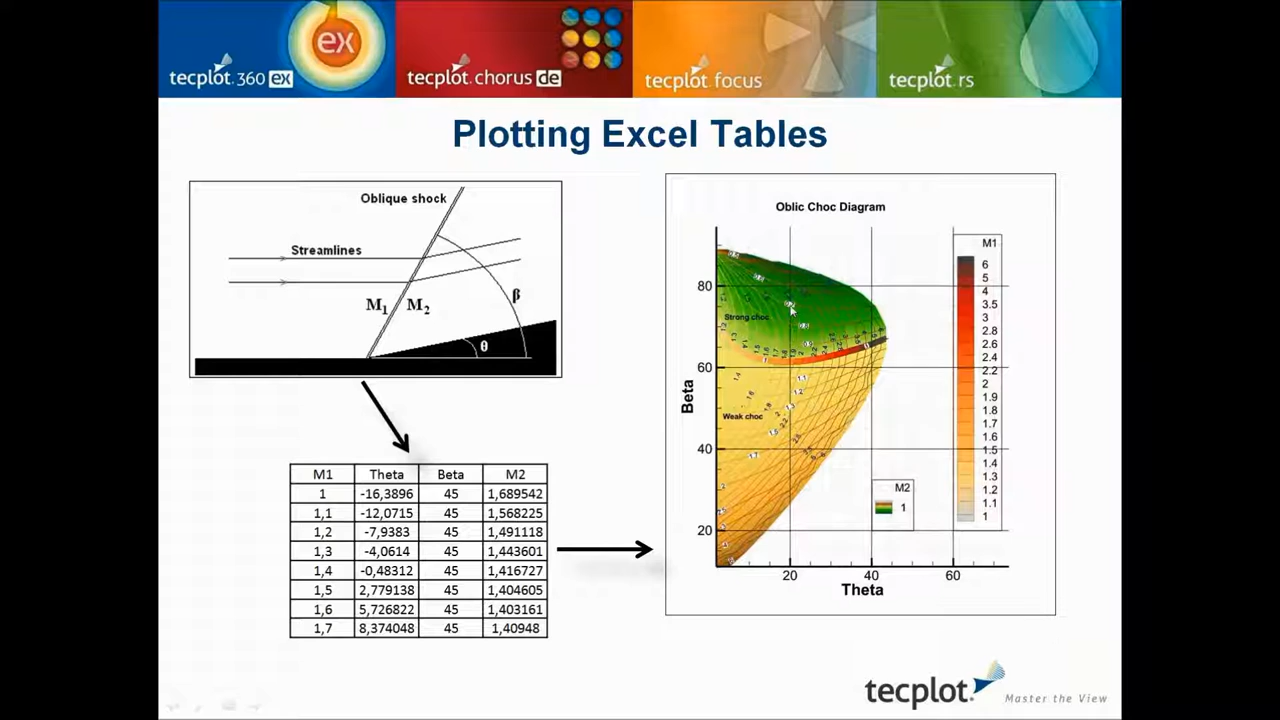 tecplot. 360 ex
tecplot. chorus de
tecplot. focus
tecplot. rs
Plotting Excel Tables
Oblique shock
Streamlines
M1 M2
β
θ
M1 Theta Beta M2
1 -16,3896 45 1,689542
1,1 -12,0715 45 1,568225
1,2 -7,9383 45 1,491118
1,3 -4,0614 45 1,443601
1,4 -0,48312 45 1,416727
1,5 2,779138 45 1,404605
1,6 5,726822 45 1,403161
1,7 8,374048 45 1,40948
Oblic Choc Diagram
Beta
80
60
40
20
20 40 60
Theta
Strong choc
Weak choc
M1
6
5
4
3.5
3
2.8
2.6
2.4
2.2
2
1.9
1.8
1.7
1.6
1.5
1.4
1.3
1.2
1.1
1
M2
1
tecplot. Master the View